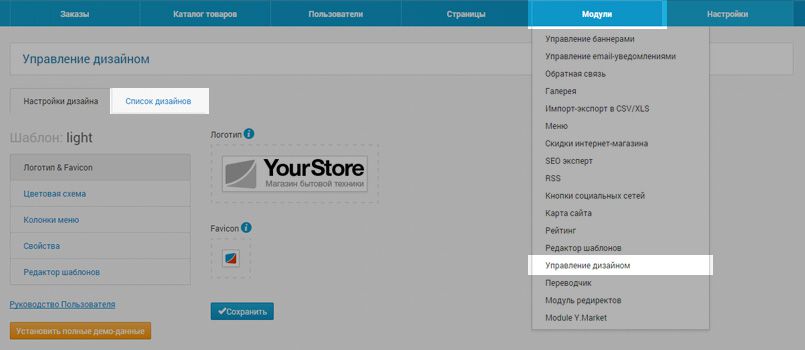 Заказы
Каталог товаров
Пользователи
Страницы
Модули
Настройки
Управление дизайном
Настройки дизайна
Список дизайнов
Шаблон: light
Логотип & Favicon
Цветовая схема
Колонки меню
Свойства
Редактор шаблонов
Руководство Пользователя
Установить полные демо-данные
Логотип
YourStore
Магазин бытовой техники
Favicon
Сохранить
Управление баннерами
Управление email-уведомлениями
Обратная связь
Галерея
Импорт-экспорт в CSV/XLS
Меню
Скидки интернет-магазина
SEO эксперт
RSS
Кнопки социальных сетей
Карта сайта
Рейтинг
Редактор шаблонов
Управление дизайном
Переводчик
Модуль редиректов
Module Y.Market